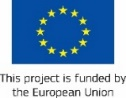 This project is funded by
the European Union